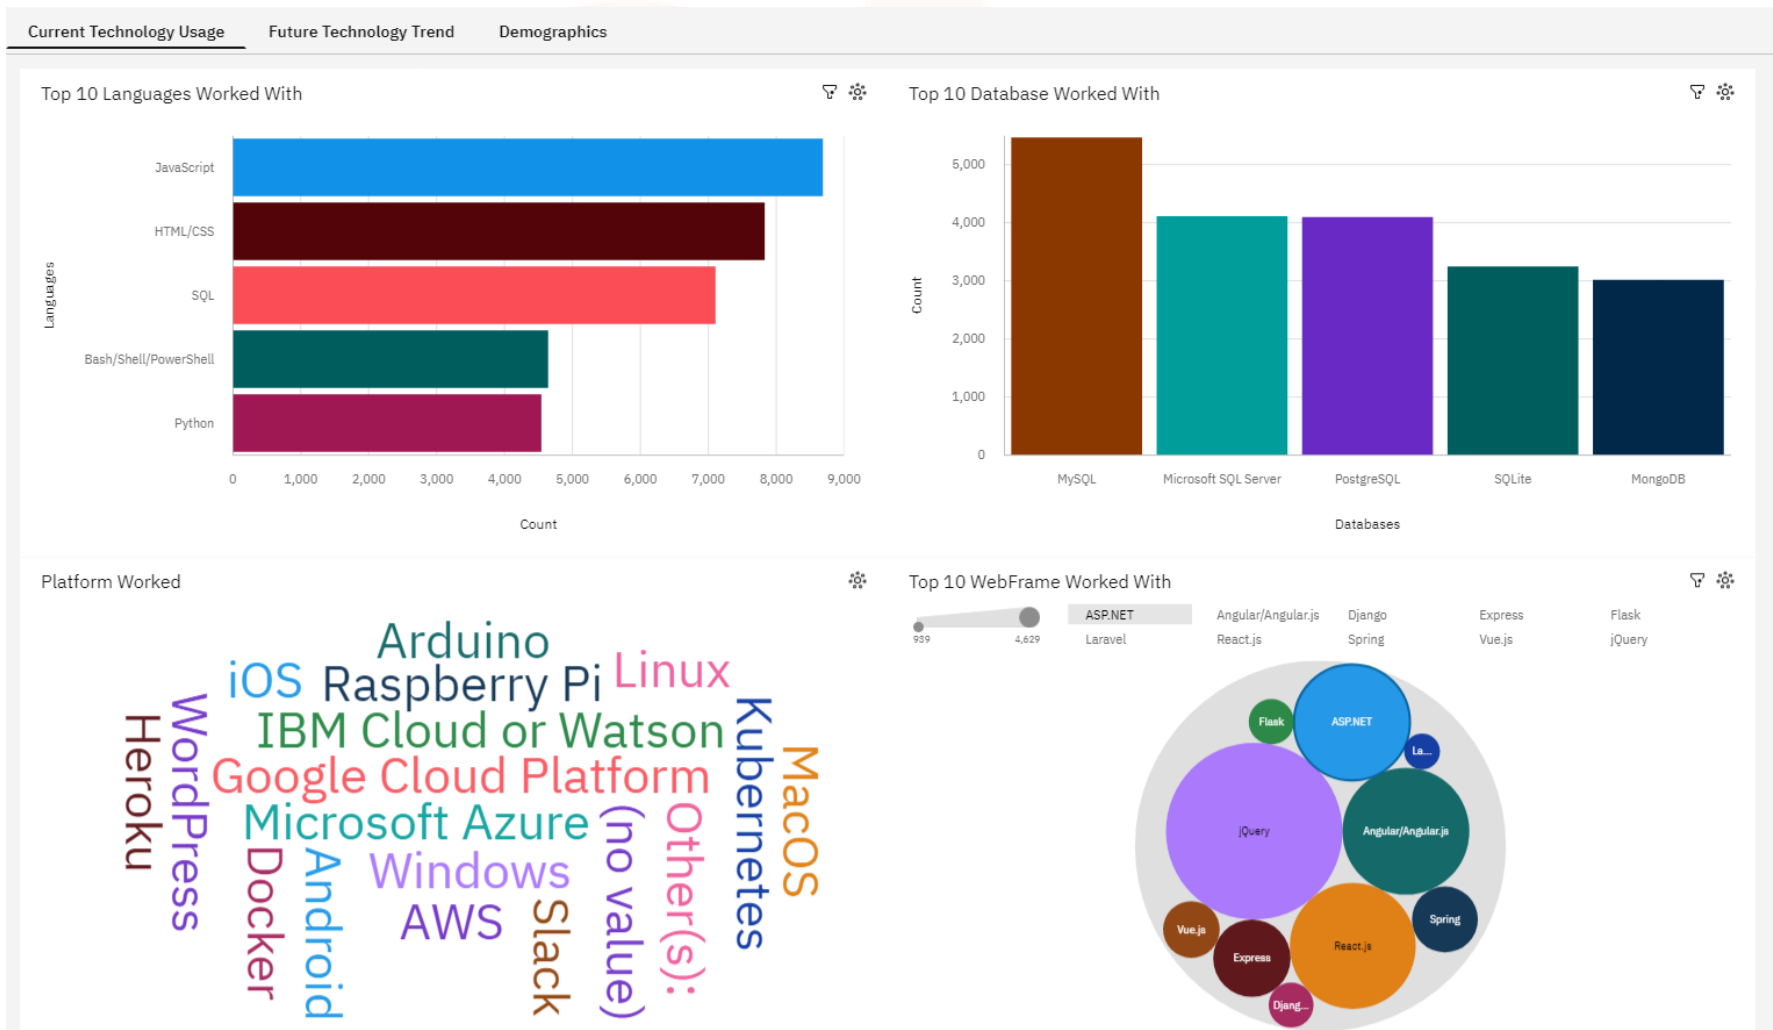 Current Technology Usage Future Technology Trend Demographics
Top 10 Languages Worked With
Languages
JavaScript
HTML/CSS
SQL
Bash/Shell/PowerShell
Python
0 1,000 2,000 3,000 4,000 5,000 6,000 7,000 8,000 9,000
Count
Top 10 Database Worked With
Count
5,000
4,000
3,000
2,000
1,000
0
MySQL Microsoft SQL Server PostgreSQL SQLite MongoDB
Databases
Platform Worked
Arduino
iOS
Raspberry Pi
Linux
IBM Cloud or Watson
Google Cloud Platform
Microsoft Azure
Windows
AWS
Heroku
WordPress
Docker
Android
Slack
(no value)
Other(s):
Kubernetes
MacOS
Top 10 WebFrame Worked With
939 4,629
ASP.NET Angular/Angular.js Django Express Flask
Laravel React.js Spring Vue.js jQuery
Flask
ASP.NET
La...
jQuery
Angular/Angular.js
Vue.js
Express
React.js
Spring
Djang...